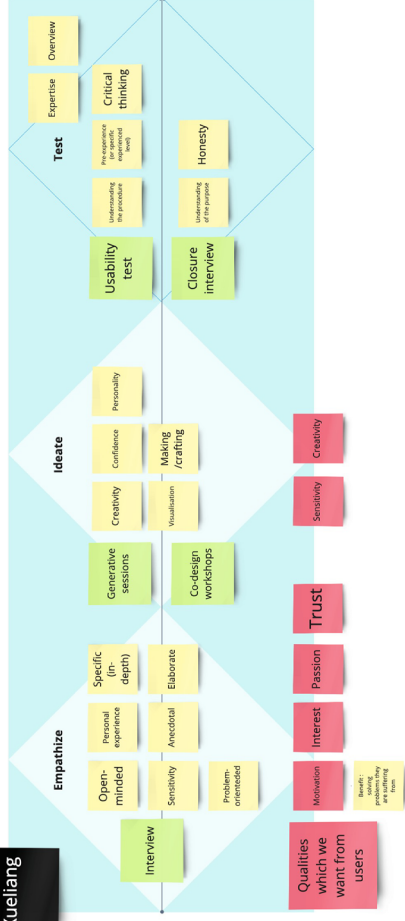 Xueliang
Empathize
Interview
Open-
minded
Personal
experience
Specific
(in-
depth)
Sensitivity
Anecdotal
Elaborate
Problem-
orienteded
Ideate
Generative
sessions
Creativity
Confidence
Personality
Co-design
workshops
Visualisation
Making
/crafting
Test
Usability
test
Understanding
the procedure
Pre-experience
(or specific
experienced
level)
Critical
thinking
Expertise
Overview
Closure
interview
Understanding
of the purpose
Honesty
Qualities
which we
want from
users
Motivation
Interest
Passion
Trust
Sensitivity
Creativity
Benefit :
solving
problems they
are suffering
from